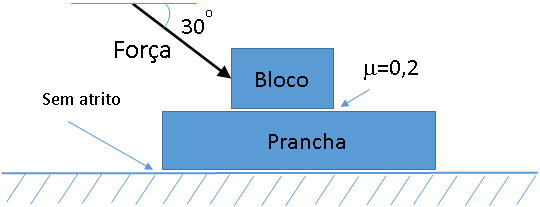 30°
Força
Bloco
μ=0,2
Sem atrito
Prancha